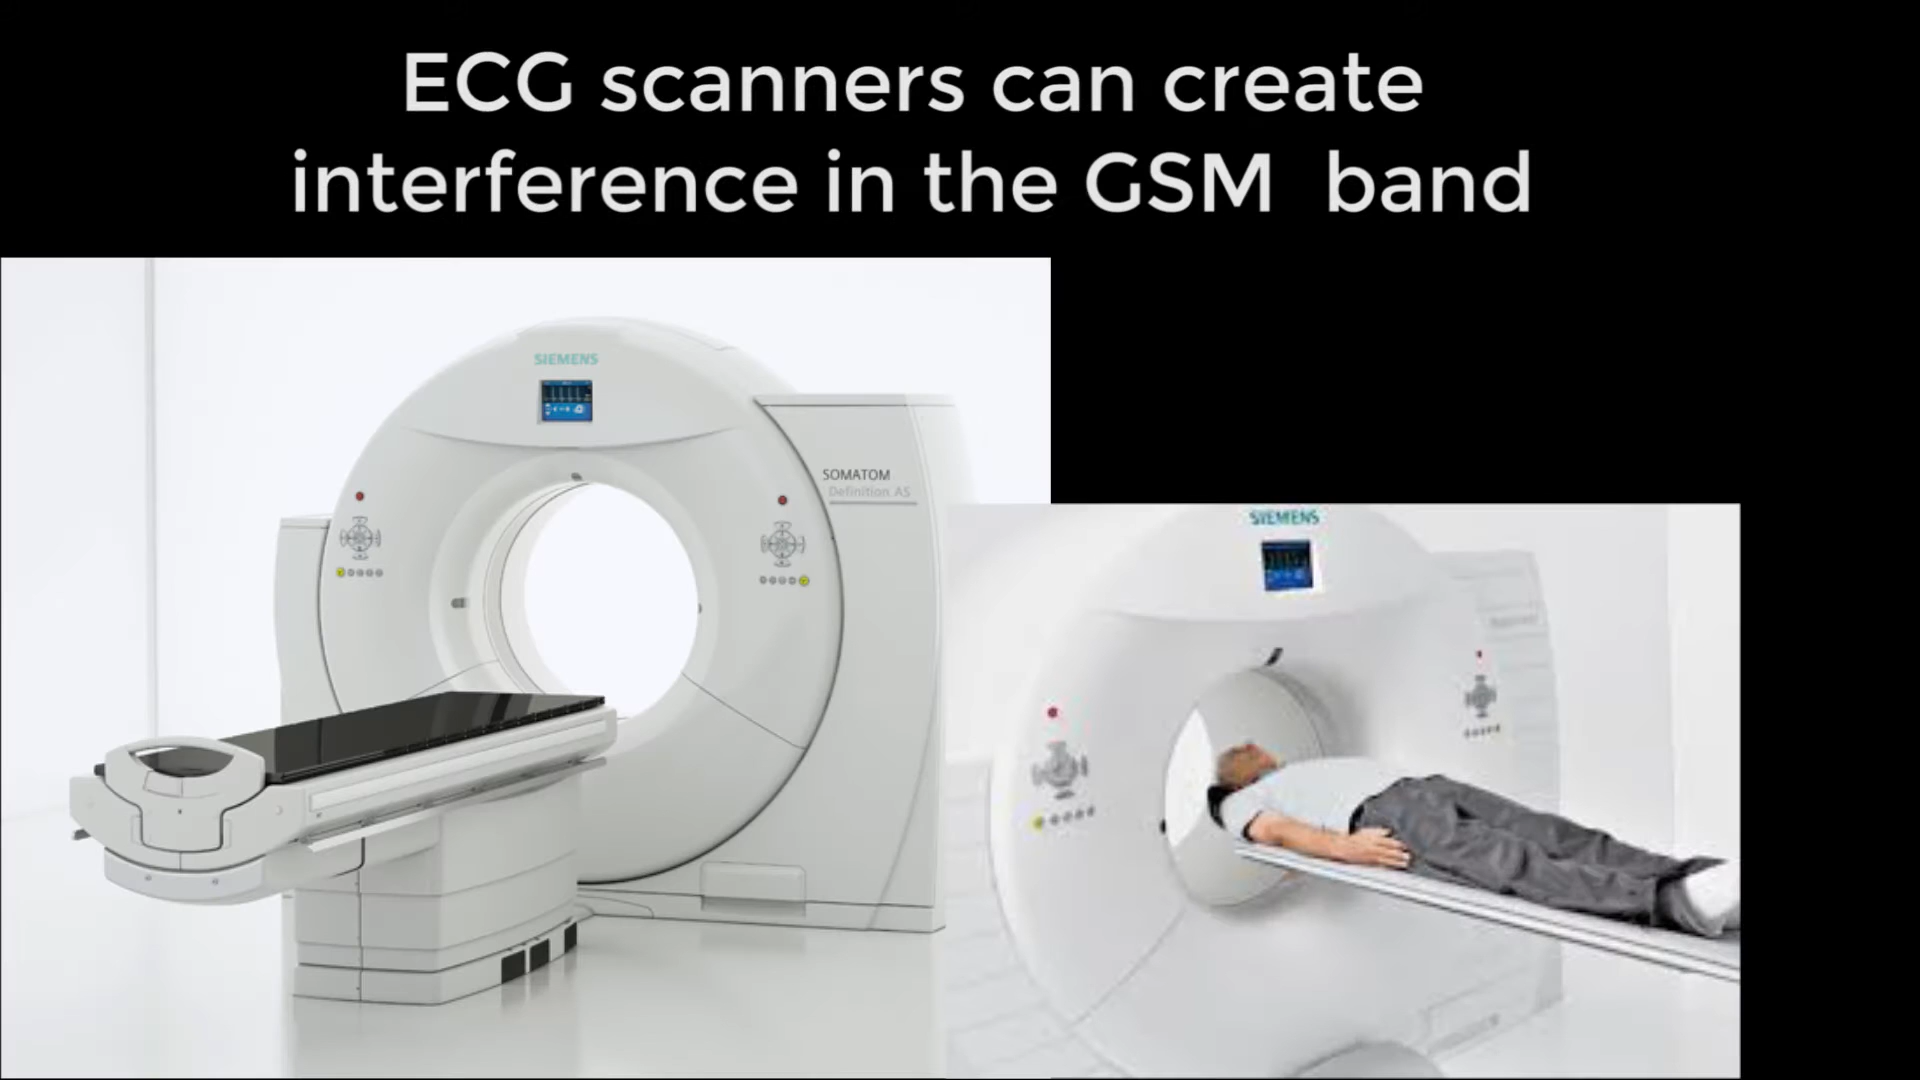 ECG scanners can create
interference in the GSM band
SIEMENS
SOMATOM
Definition AS
SIEMENS